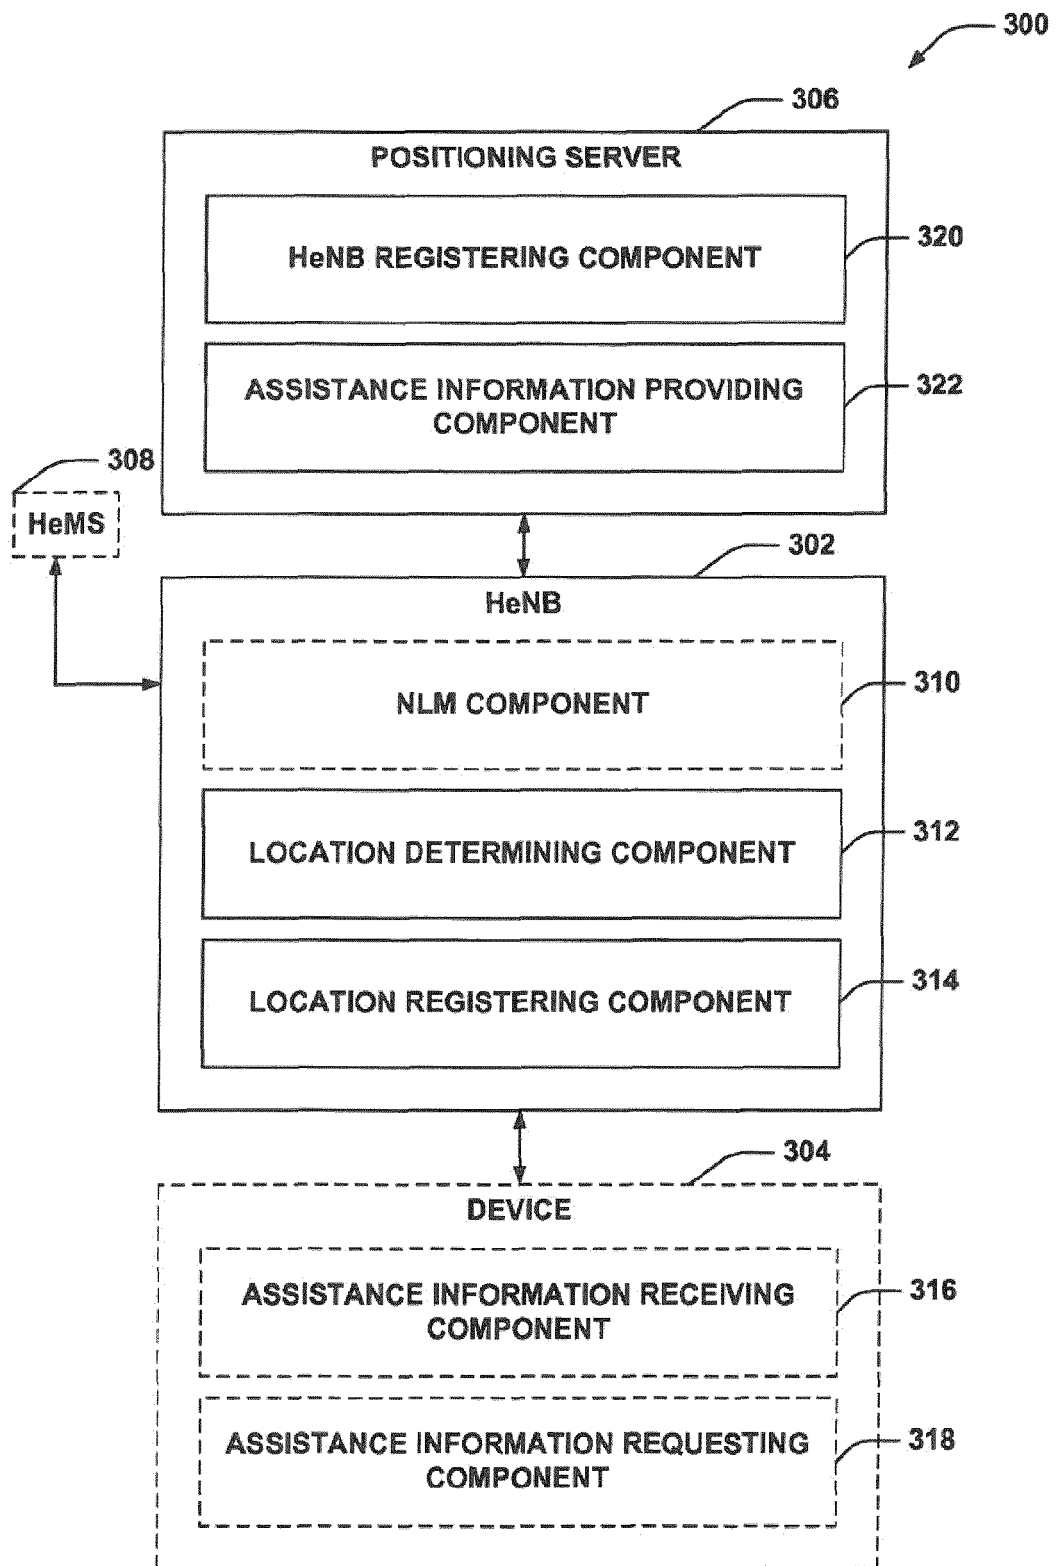 300
306
POSITIONING SERVER
HeNB REGISTERING COMPONENT
320
ASSISTANCE INFORMATION PROVIDING
COMPONENT
322
308
HeMS
302
HeNB
NLM COMPONENT
310
LOCATION DETERMINING COMPONENT
312
LOCATION REGISTERING COMPONENT
314
304
DEVICE
ASSISTANCE INFORMATION RECEIVING
COMPONENT
316
ASSISTANCE INFORMATION REQUESTING
COMPONENT
318